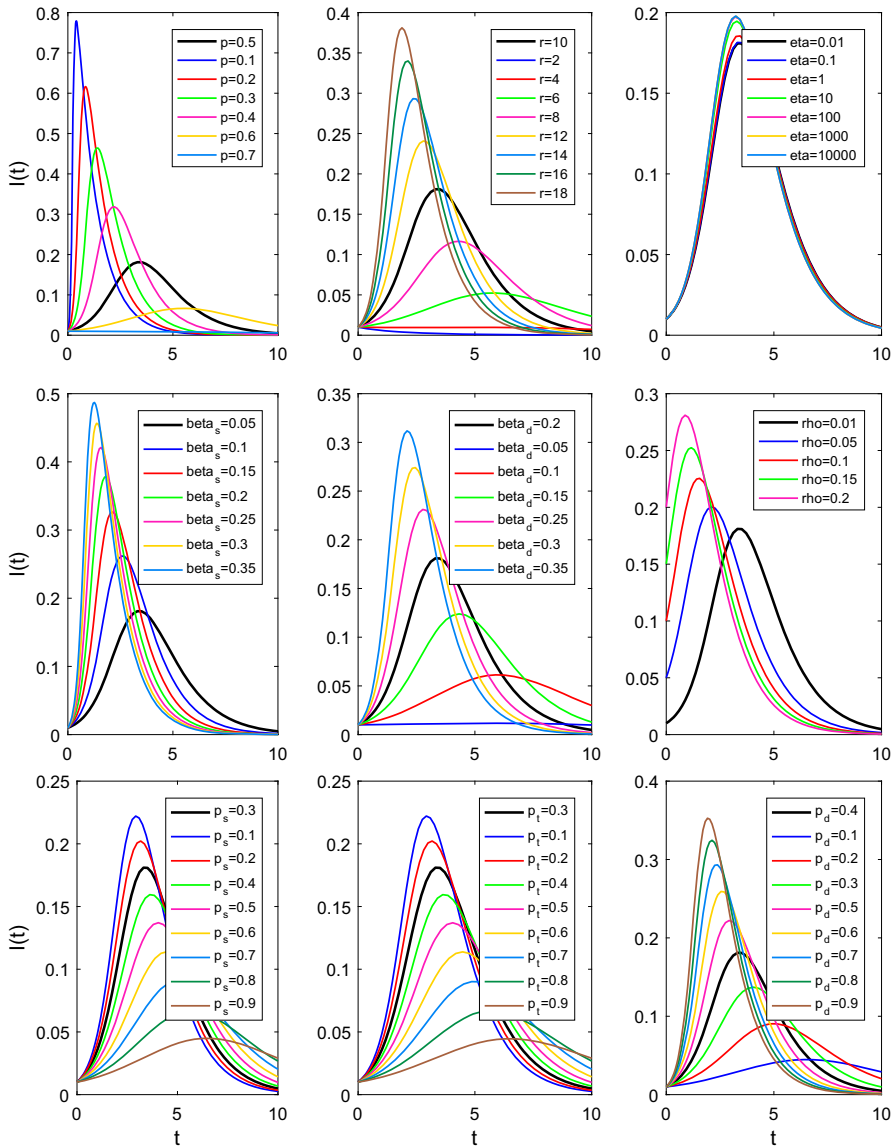 0.8
0.7
0.6
0.5
0.4
0.3
0.2
0.1
0
I(t)
0 5 10
p=0.5
p=0.1
p=0.2
p=0.3
p=0.4
p=0.6
p=0.7
0.4
0.35
0.3
0.25
0.2
0.15
0.1
0.05
0
0 5 10
r=10
r=2
r=4
r=6
r=8
r=12
r=14
r=16
r=18
0.2
0.15
0.1
0.05
0
0 5 10
eta=0.01
eta=0.1
eta=1
eta=10
eta=100
eta=1000
eta=10000
0.5
0.4
0.3
0.2
0.1
0
I(t)
0 5 10
beta_s=0.05
beta_s=0.1
beta_s=0.15
beta_s=0.2
beta_s=0.25
beta_s=0.3
beta_s=0.35
0.35
0.3
0.25
0.2
0.15
0.1
0.05
0
0 5 10
beta_d=0.2
beta_d=0.05
beta_d=0.1
beta_d=0.15
beta_d=0.25
beta_d=0.3
beta_d=0.35
0.3
0.25
0.2
0.15
0.1
0.05
0
0 5 10
rho=0.01
rho=0.05
rho=0.1
rho=0.15
rho=0.2
0.25
0.2
0.15
0.1
0.05
0
I(t)
0 5 10
t
p_s=0.3
p_s=0.1
p_s=0.2
p_s=0.4
p_s=0.5
p_s=0.6
p_s=0.7
p_s=0.8
p_s=0.9
0.25
0.2
0.15
0.1
0.05
0
0 5 10
t
p_t=0.3
p_t=0.1
p_t=0.2
p_t=0.4
p_t=0.5
p_t=0.6
p_t=0.7
p_t=0.8
p_t=0.9
0.4
0.3
0.2
0.1
0
0 5 10
t
p_d=0.4
p_d=0.1
p_d=0.2
p_d=0.3
p_d=0.5
p_d=0.6
p_d=0.7
p_d=0.8
p_d=0.9